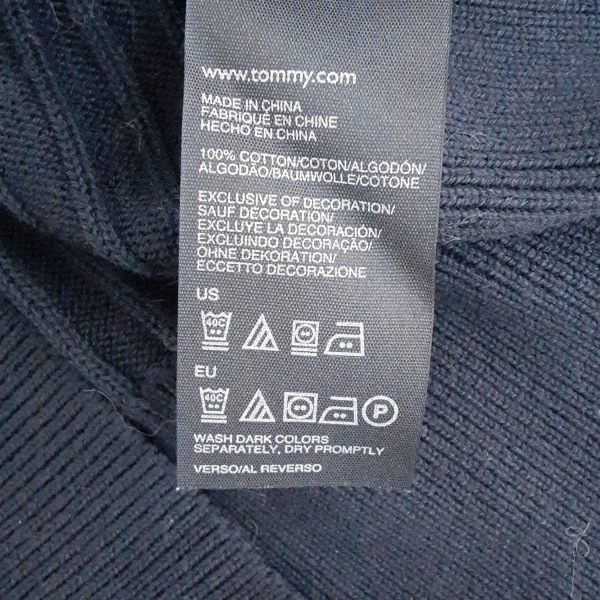 www.tommy.com
MADE IN CHINA
FABRIQUÉ EN CHINE
HECHO EN CHINA
100% COTTON/COTON/ALGODÓN/
ALGODÃO/BAUMWOLLE/COTONE
EXCLUSIVE OF DECORATION/
SAUF DÉCORATION/
EXCLUYE LA DECORACIÓN/
EXCLUINDO DECORAÇÃO/
OHNE DEKORATION/
ECCETTO DECORAZIONE
US
40C
EU
40C P
WASH DARK COLORS
SEPARATELY, DRY PROMPTLY
VERSO/AL REVERSO